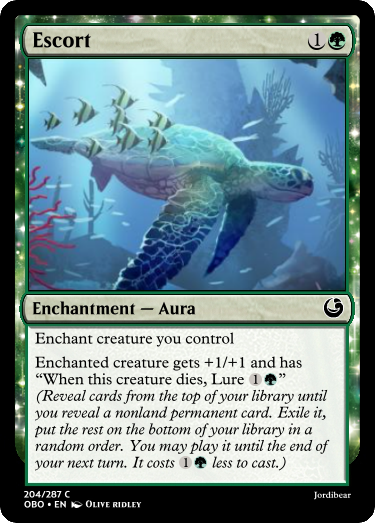 Escort 1
Enchantment — Aura
Enchant creature you control
Enchanted creature gets +1/+1 and has
“When this creature dies, Lure 1 ”
(Reveal cards from the top of your library until
you reveal a nonland permanent card. Exile it,
put the rest on the bottom of your library in a
random order. You may play it until the end of
your next turn. It costs 1 less to cast.)
204/287 C
OBO • EN Olive Ridley
Jordibear